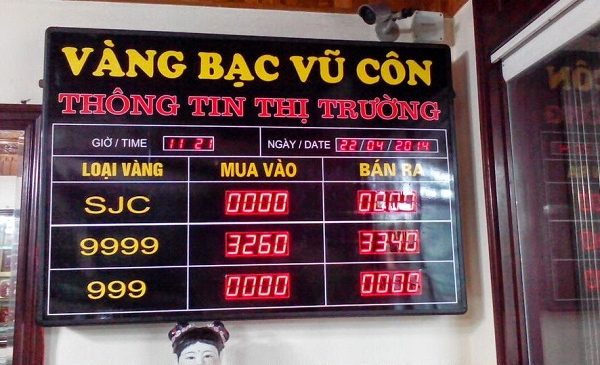 VÀNG BẠC VŨ CÔN
THÔNG TIN THỊ TRƯỜNG
GIỜ / TIME 11 21 NGÀY / DATE 22/04/2014
LOẠI VÀNG MUA VÀO BÁN RA
SJC 0000
9999 3260 3340
999 0000 0000